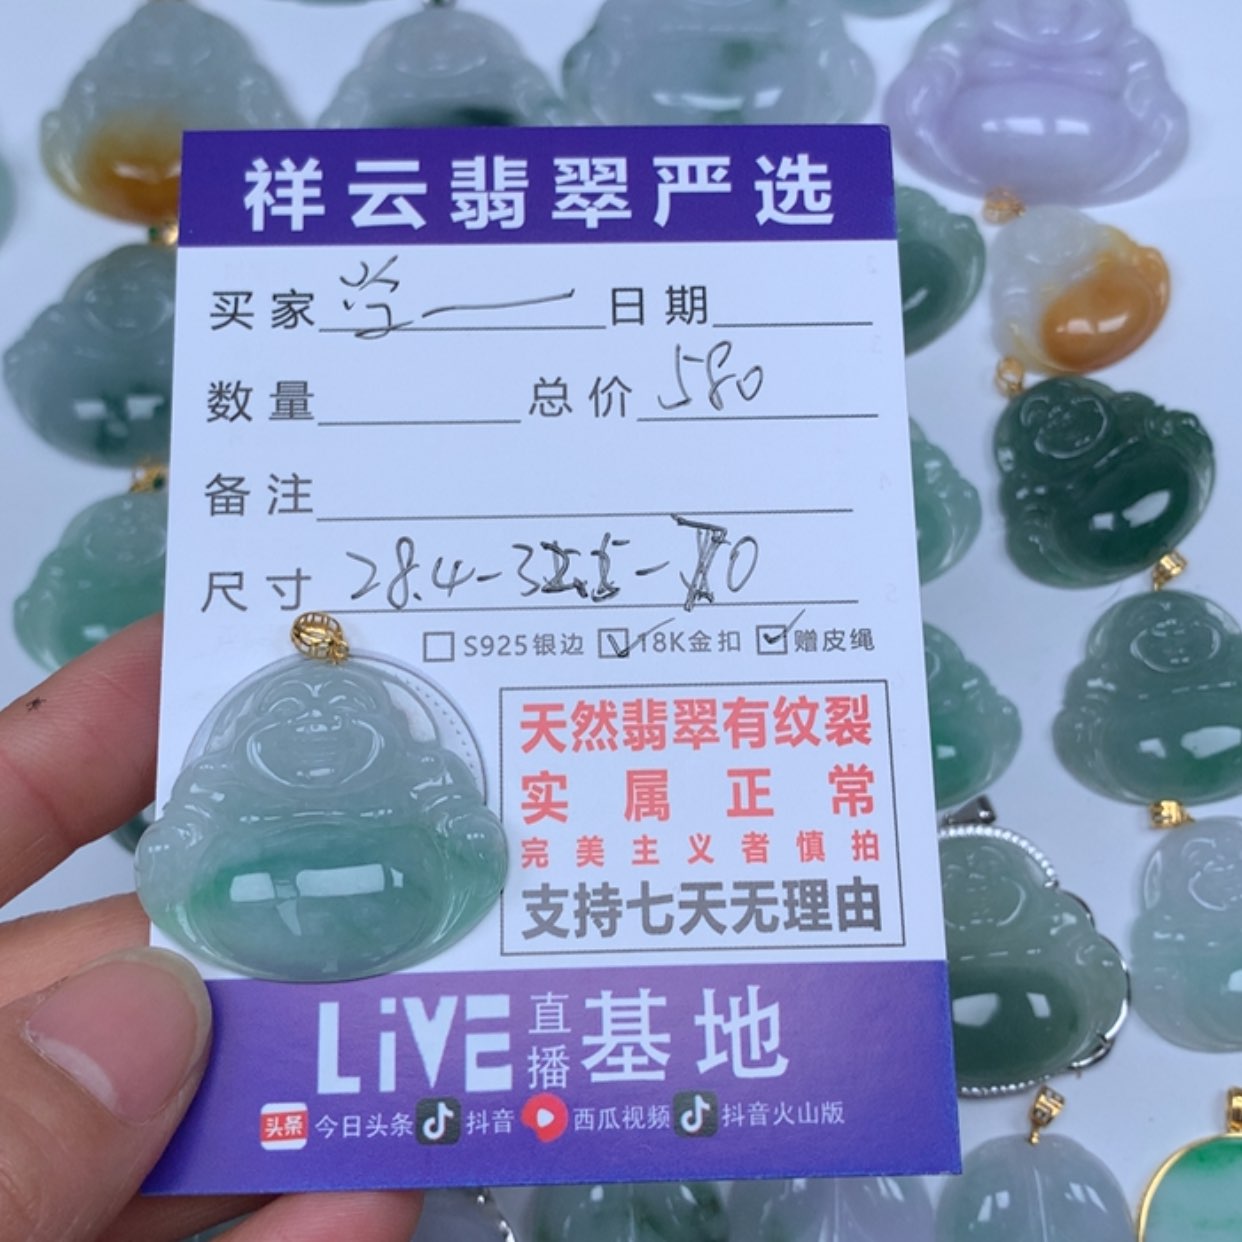 祥云翡翠严选
买家 日期
数量 总价 580
备注
尺寸 28.4-3
S925银边 18K金扣 赠皮绳
天然翡翠有纹裂
实属正常
完美主义者慎拍
支持七天无理由
LiVE 直播 基地
头条 今日头条 抖音 西瓜视频 抖音火山版